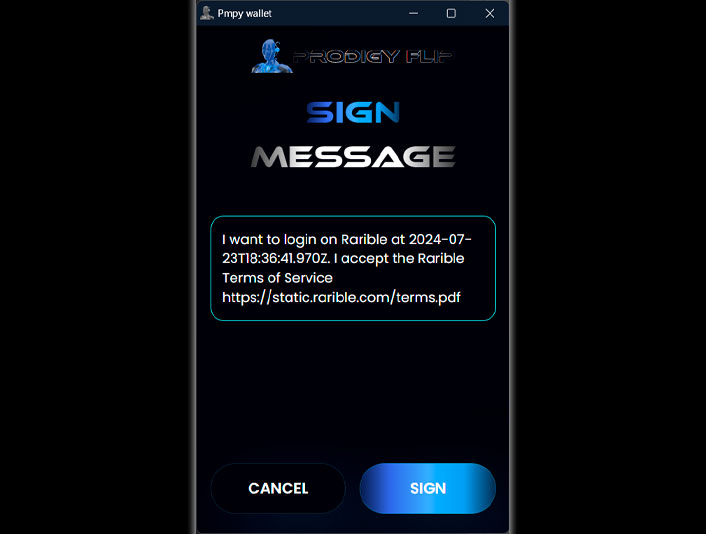 Pmpy wallet
PRODIGY FLIP
SIGN
MESSAGE
I want to login on Rarible at 2024-07-
23T18:36:41.970Z. I accept the Rarible
Terms of Service
https://static.rarible.com/terms.pdf
CANCEL
SIGN